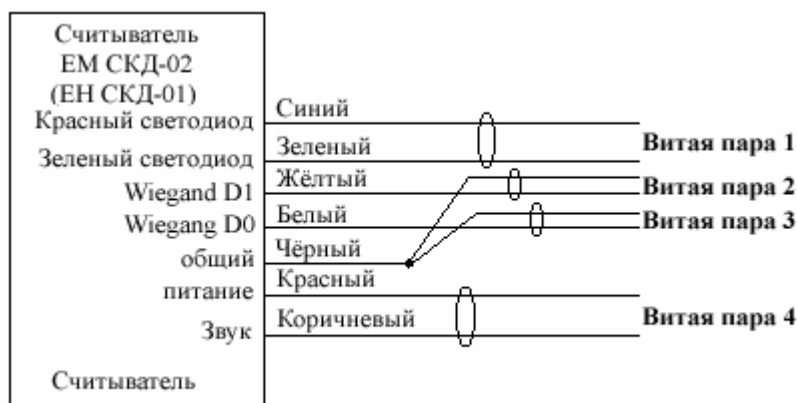 Считыватель
ЕМ СКД-02
(ЕН СКД-01)
Красный светодиод
Синий
Зеленый светодиод
Зеленый
Витая пара 1
Wiegand D1
Жёлтый
Витая пара 2
Wiegang D0
Белый
Витая пара 3
общий
Чёрный
питание
Красный
Звук
Коричневый
Витая пара 4
Считыватель